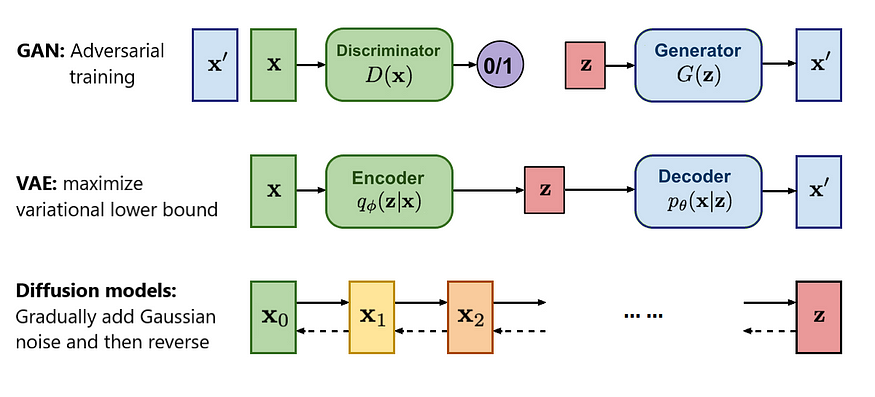 GAN: Adversarial
training
x′
x
Discriminator
D(x)
0/1
z
Generator
G(z)
x′
VAE: maximize
variational lower bound
x
Encoder
qϕ(z|x)
z
Decoder
pθ(x|z)
x′
Diffusion models:
Gradually add Gaussian
noise and then reverse
x₀
x₁
x₂
... ...
z